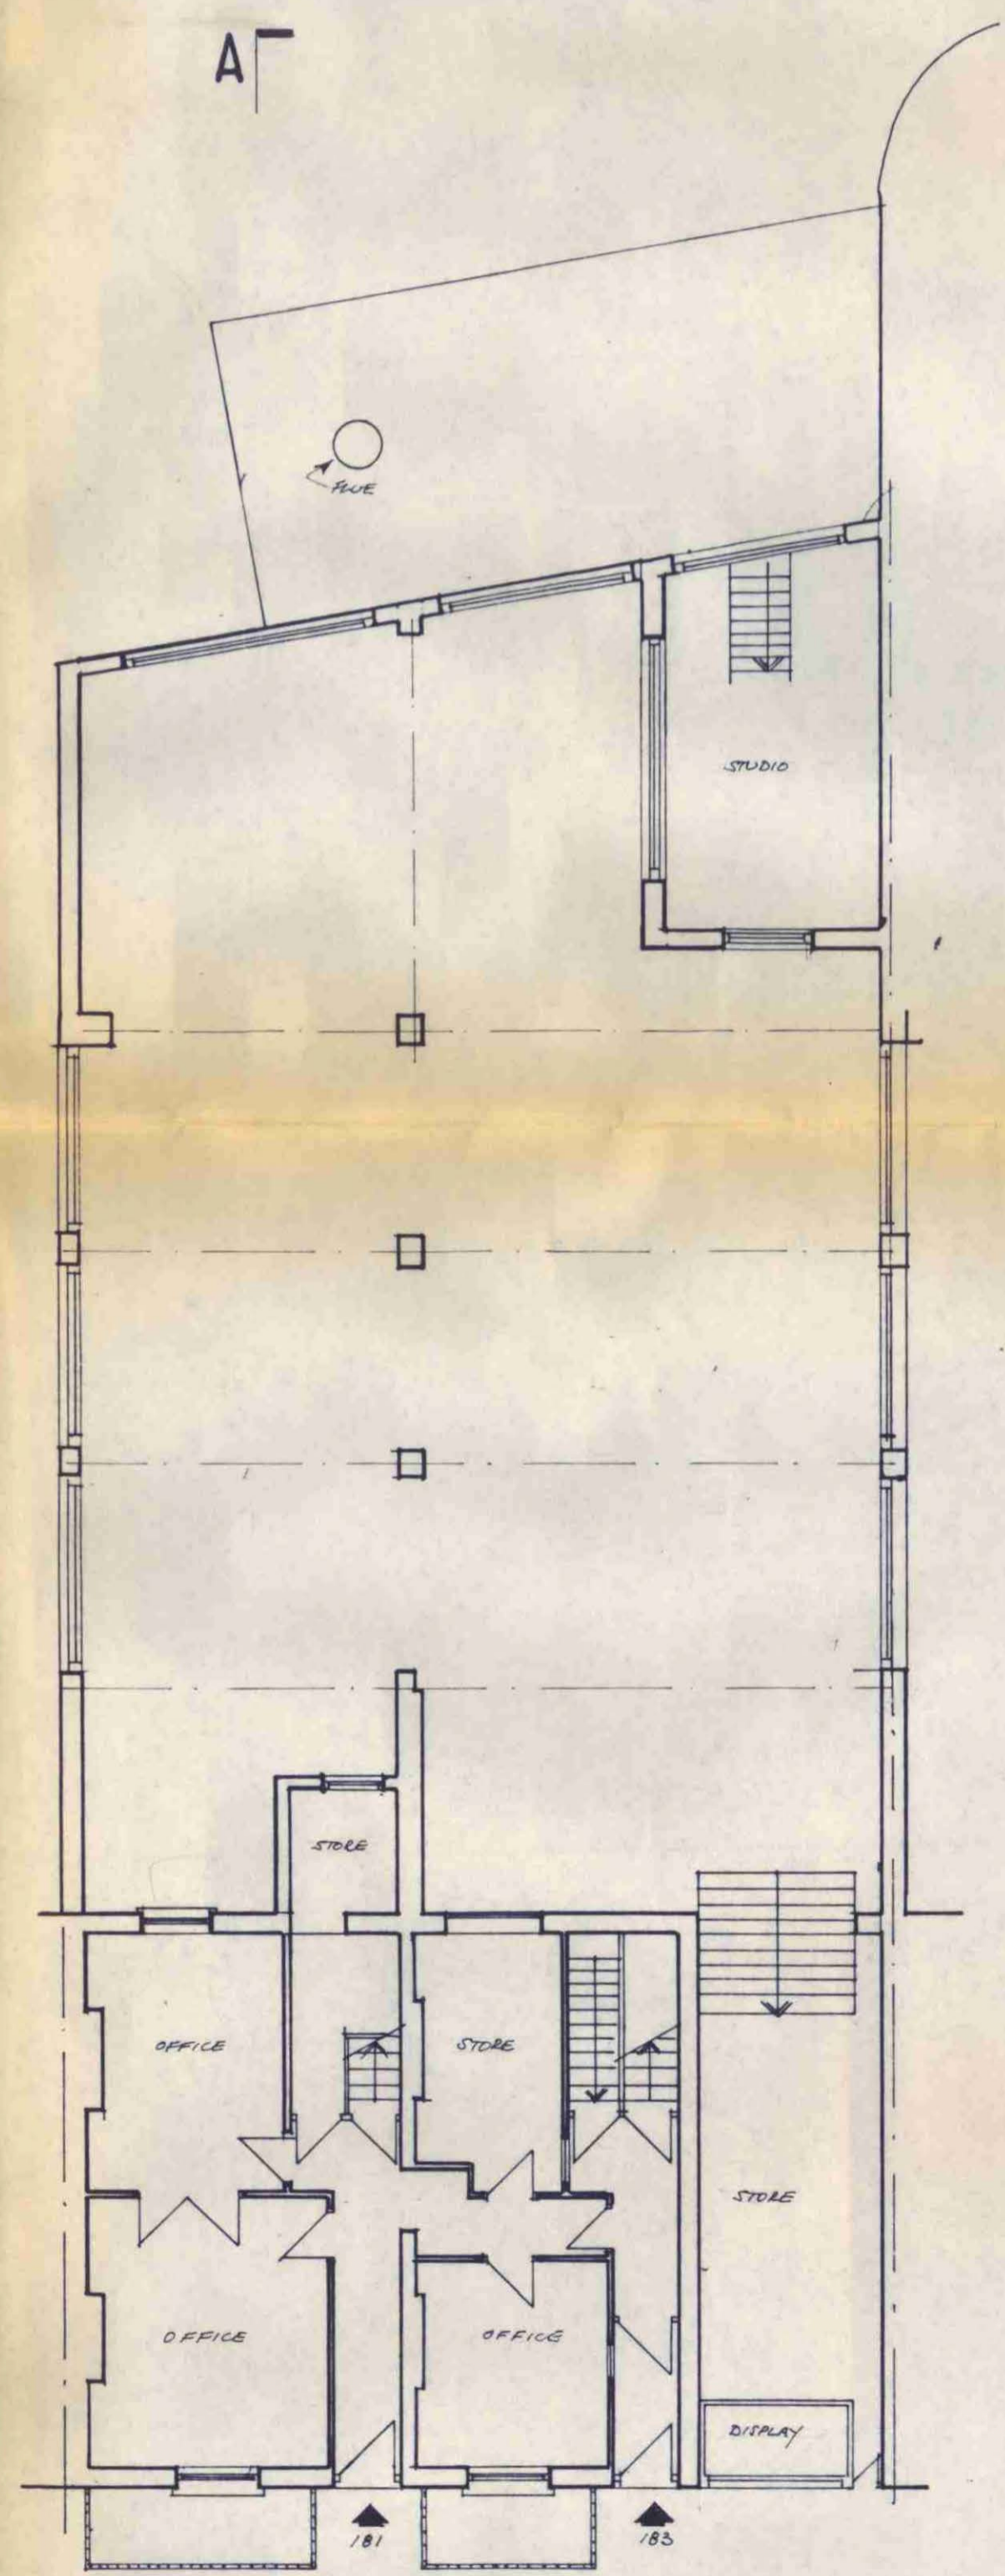 A
FLUE
STUDIO
STORE
OFFICE
STORE
STORE
OFFICE
OFFICE
DISPLAY
181
183